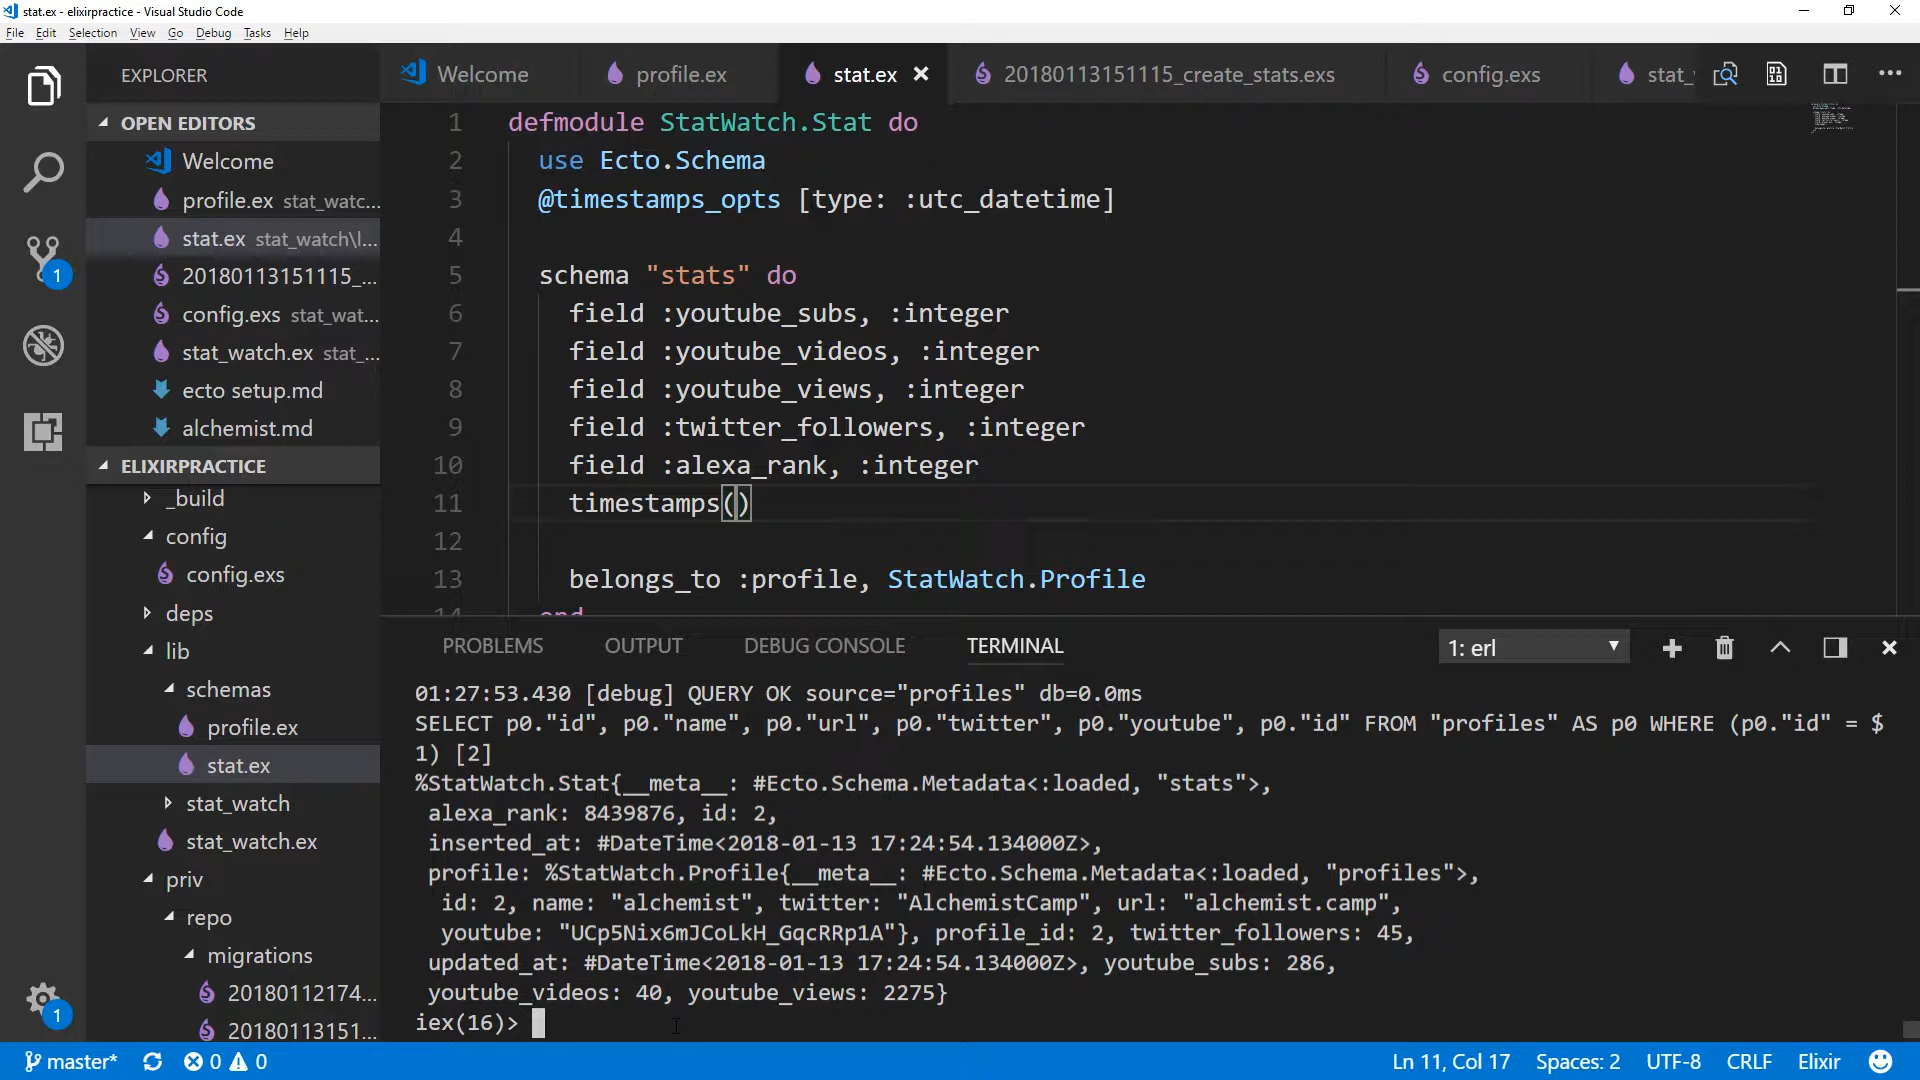 stat.ex - elixirpractice - Visual Studio Code
File Edit Selection View Go Debug Tasks Help
EXPLORER
OPEN EDITORS
Welcome
profile.ex stat_watc...
stat.ex stat_watch\l...
20180113151115_...
config.exs stat_wat...
stat_watch.ex stat_...
ecto setup.md
alchemist.md
ELIXIRPRACTICE
_build
config
config.exs
deps
lib
schemas
profile.ex
stat.ex
stat_watch
stat_watch.ex
priv
repo
migrations
20180112174...
20180113151...
1
1
Welcome profile.ex stat.ex 20180113151115_create_stats.exs config.exs stat_
1 defmodule StatWatch.Stat do
2 use Ecto.Schema
3 @timestamps_opts [type: :utc_datetime]
4
5 schema "stats" do
6 field :youtube_subs, :integer
7 field :youtube_videos, :integer
8 field :youtube_views, :integer
9 field :twitter_followers, :integer
10 field :alexa_rank, :integer
11 timestamps()
12
13 belongs_to :profile, StatWatch.Profile
14 end
PROBLEMS OUTPUT DEBUG CONSOLE TERMINAL 1: erl
01:27:53.430 [debug] QUERY OK source="profiles" db=0.0ms
SELECT p0."id", p0."name", p0."url", p0."twitter", p0."youtube", p0."id" FROM "profiles" AS p0 WHERE (p0."id" = $
1) [2]
%StatWatch.Stat{__meta__: #Ecto.Schema.Metadata<:loaded, "stats">,
alexa_rank: 8439876, id: 2,
inserted_at: #DateTime<2018-01-13 17:24:54.134000Z>,
profile: %StatWatch.Profile{__meta__: #Ecto.Schema.Metadata<:loaded, "profiles">,
id: 2, name: "alchemist", twitter: "AlchemistCamp", url: "alchemist.camp",
youtube: "UCp5Nix6mJCoLkH_GqcRRp1A"}, profile_id: 2, twitter_followers: 45,
updated_at: #DateTime<2018-01-13 17:24:54.134000Z>, youtube_subs: 286,
youtube_videos: 40, youtube_views: 2275}
iex(16)>
master* 0 0 Ln 11, Col 17 Spaces: 2 UTF-8 CRLF Elixir